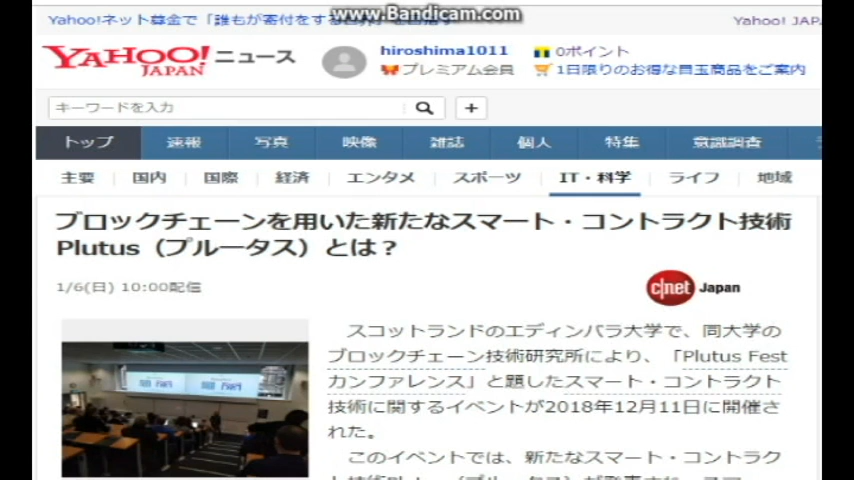 www.Bandicam.com
Yahoo!ネット募金で「誰もが寄付をする
Yahoo! JAP
YAHOO! JAPAN ニュース
hiroshima1011
0ポイント
プレミアム会員
1日限りのお得な目玉商品をご案内
キーワードを入力
+
トップ 速報 写真 映像 雑誌 個人 特集 意識調査
主要 国内 国際 経済 エンタメ スポーツ IT・科学 ライフ 地域
ブロックチェーンを用いた新たなスマート・コントラクト技術
Plutus（プルータス）とは？
1/6(日) 10:00配信
c|net Japan
スコットランドのエディンバラ大学で、同大学の
ブロックチェーン技術研究所により、「Plutus Fest
カンファレンス」と題したスマート・コントラクト
技術に関するイベントが2018年12月11日に開催さ
れた。
このイベントでは、新たなスマート・コントラク